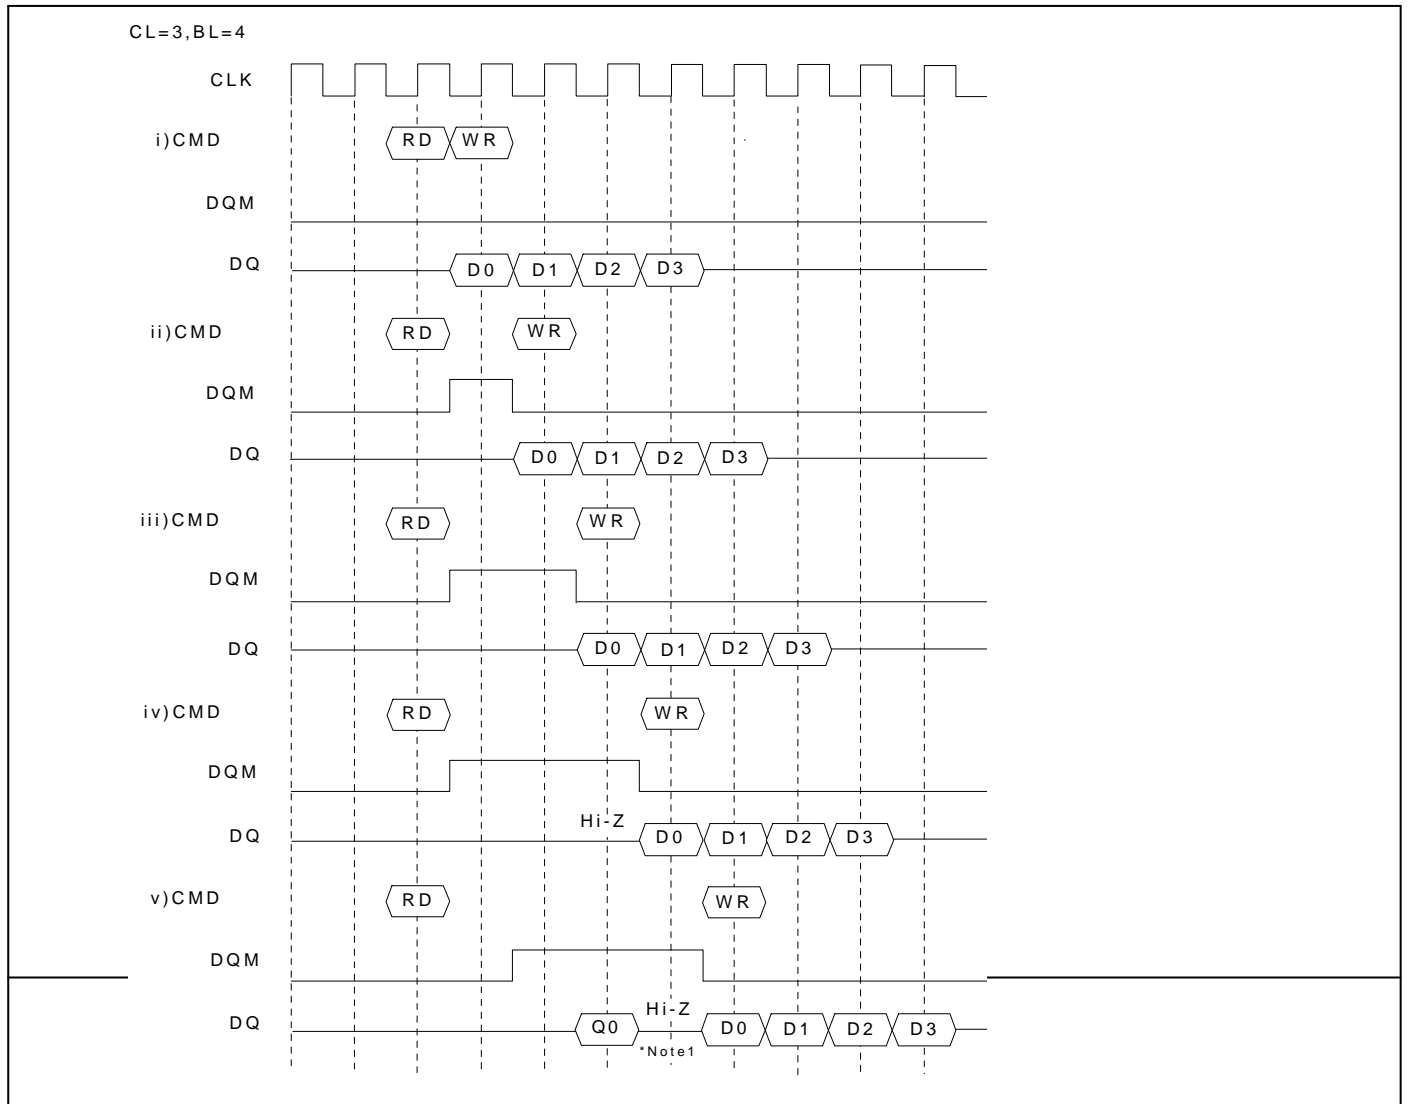 CL=3,BL=4
CLK
i)CMD RD WR
DQM
DQ D0 D1 D2 D3
ii)CMD RD WR
DQM
DQ D0 D1 D2 D3
iii)CMD RD WR
DQM
DQ D0 D1 D2 D3
iv)CMD RD WR
DQM
Hi-Z
DQ D0 D1 D2 D3
v)CMD RD WR
DQM
Hi-Z
DQ Q0 D0 D1 D2 D3
*Note1